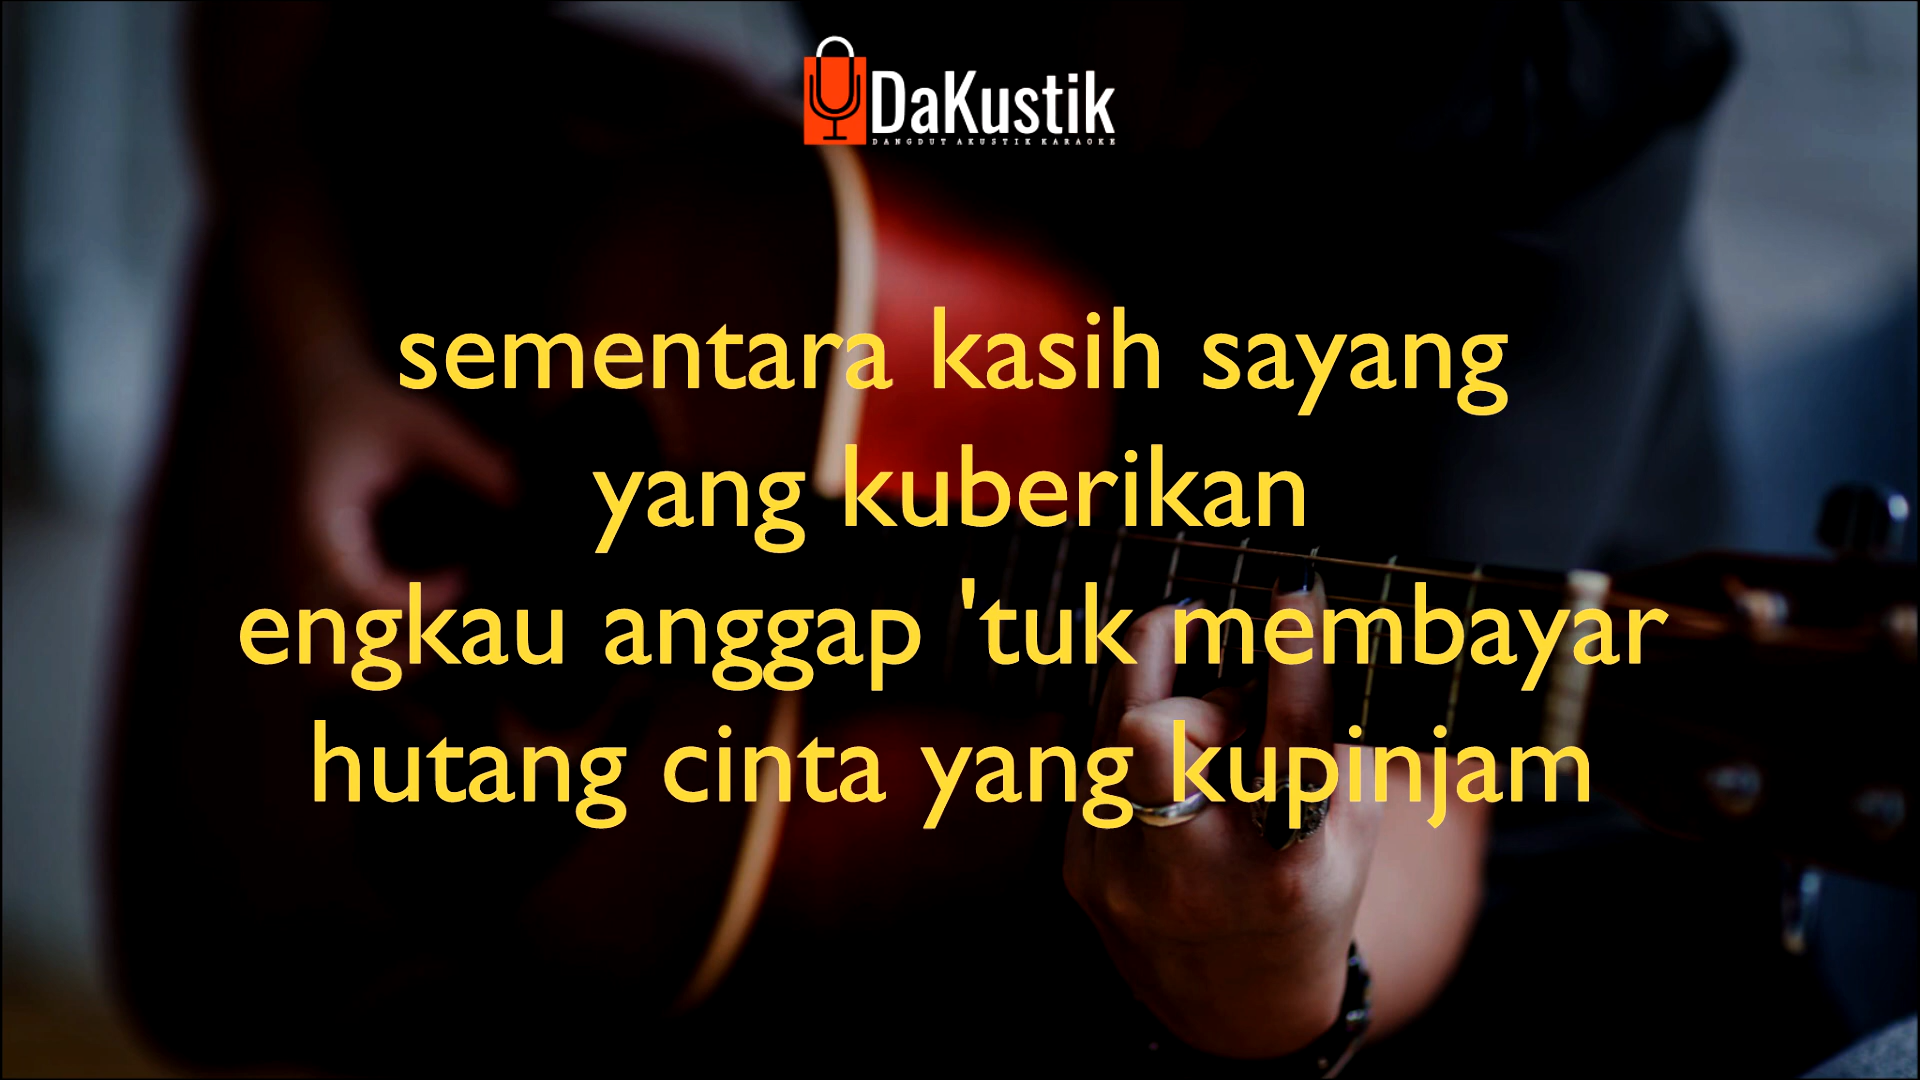 DaKustik
DANGDUT AKUSTIK KARAOKE
sementara kasih sayang
yang kuberikan
engkau anggap 'tuk membayar
hutang cinta yang kupinjam